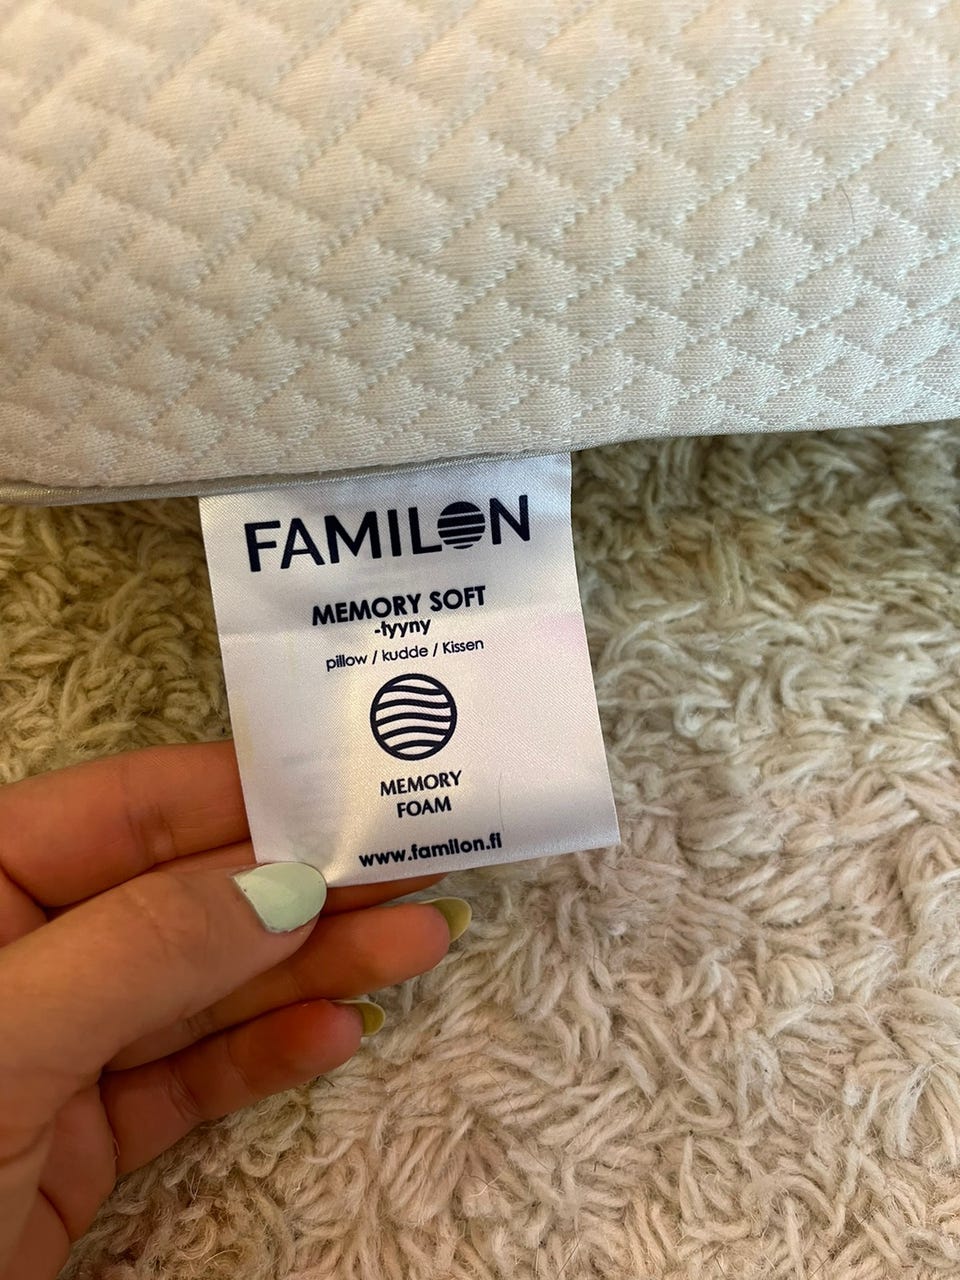 FAMILON
MEMORY SOFT
-tyyny
pillow / kudde / Kissen
MEMORY
FOAM
www.familon.fi